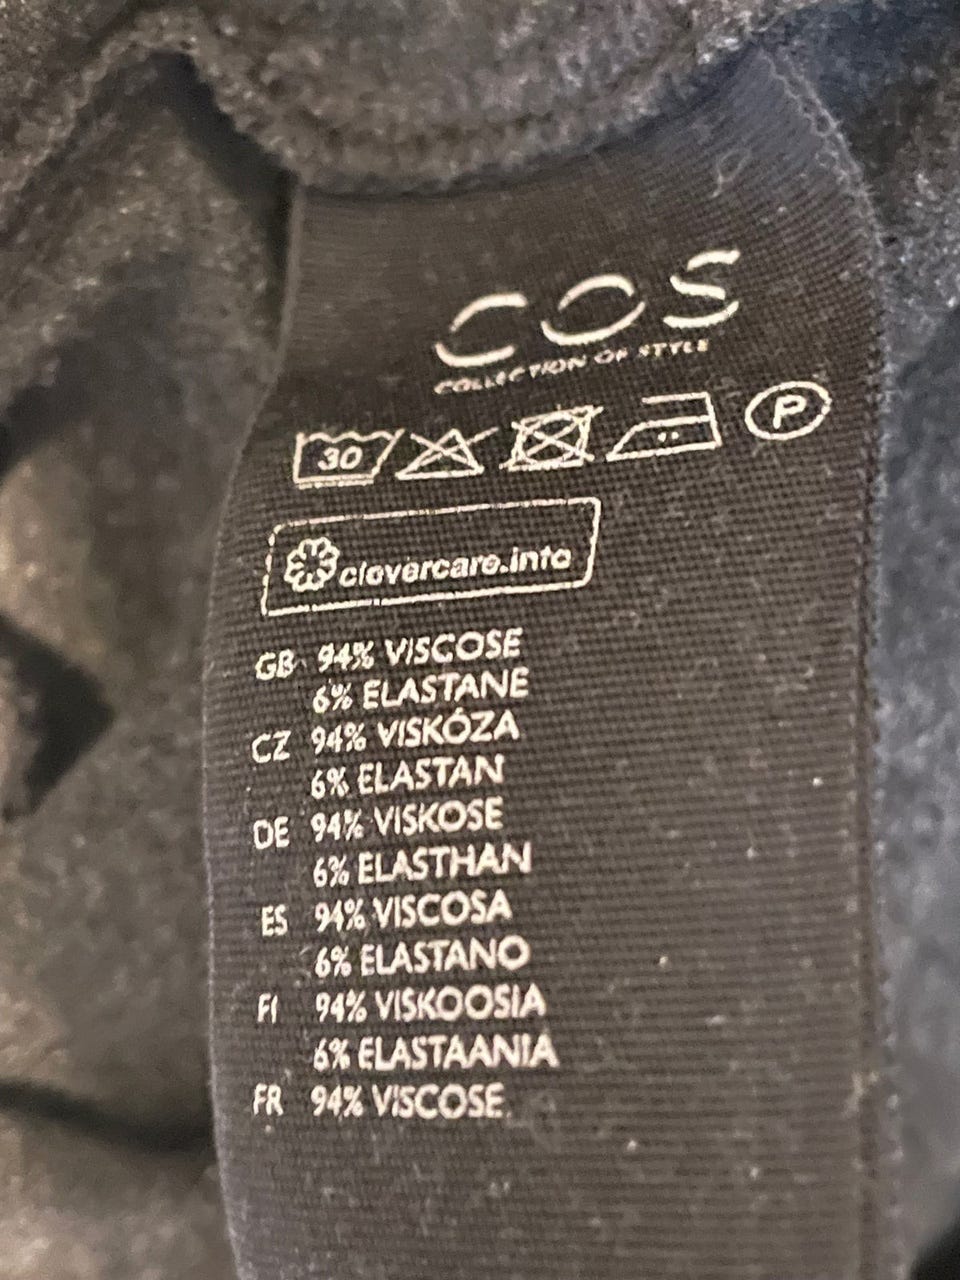 COS
COLLECTION OF STYLE
30 P
clevercare.info
GB 94% VISCOSE
6% ELASTANE
CZ 94% VISKÓZA
6% ELASTAN
DE 94% VISKOSE
6% ELASTHAN
ES 94% VISCOSA
6% ELASTANO
FI 94% VISKOOSIA
6% ELASTAANIA
FR 94% VISCOSE